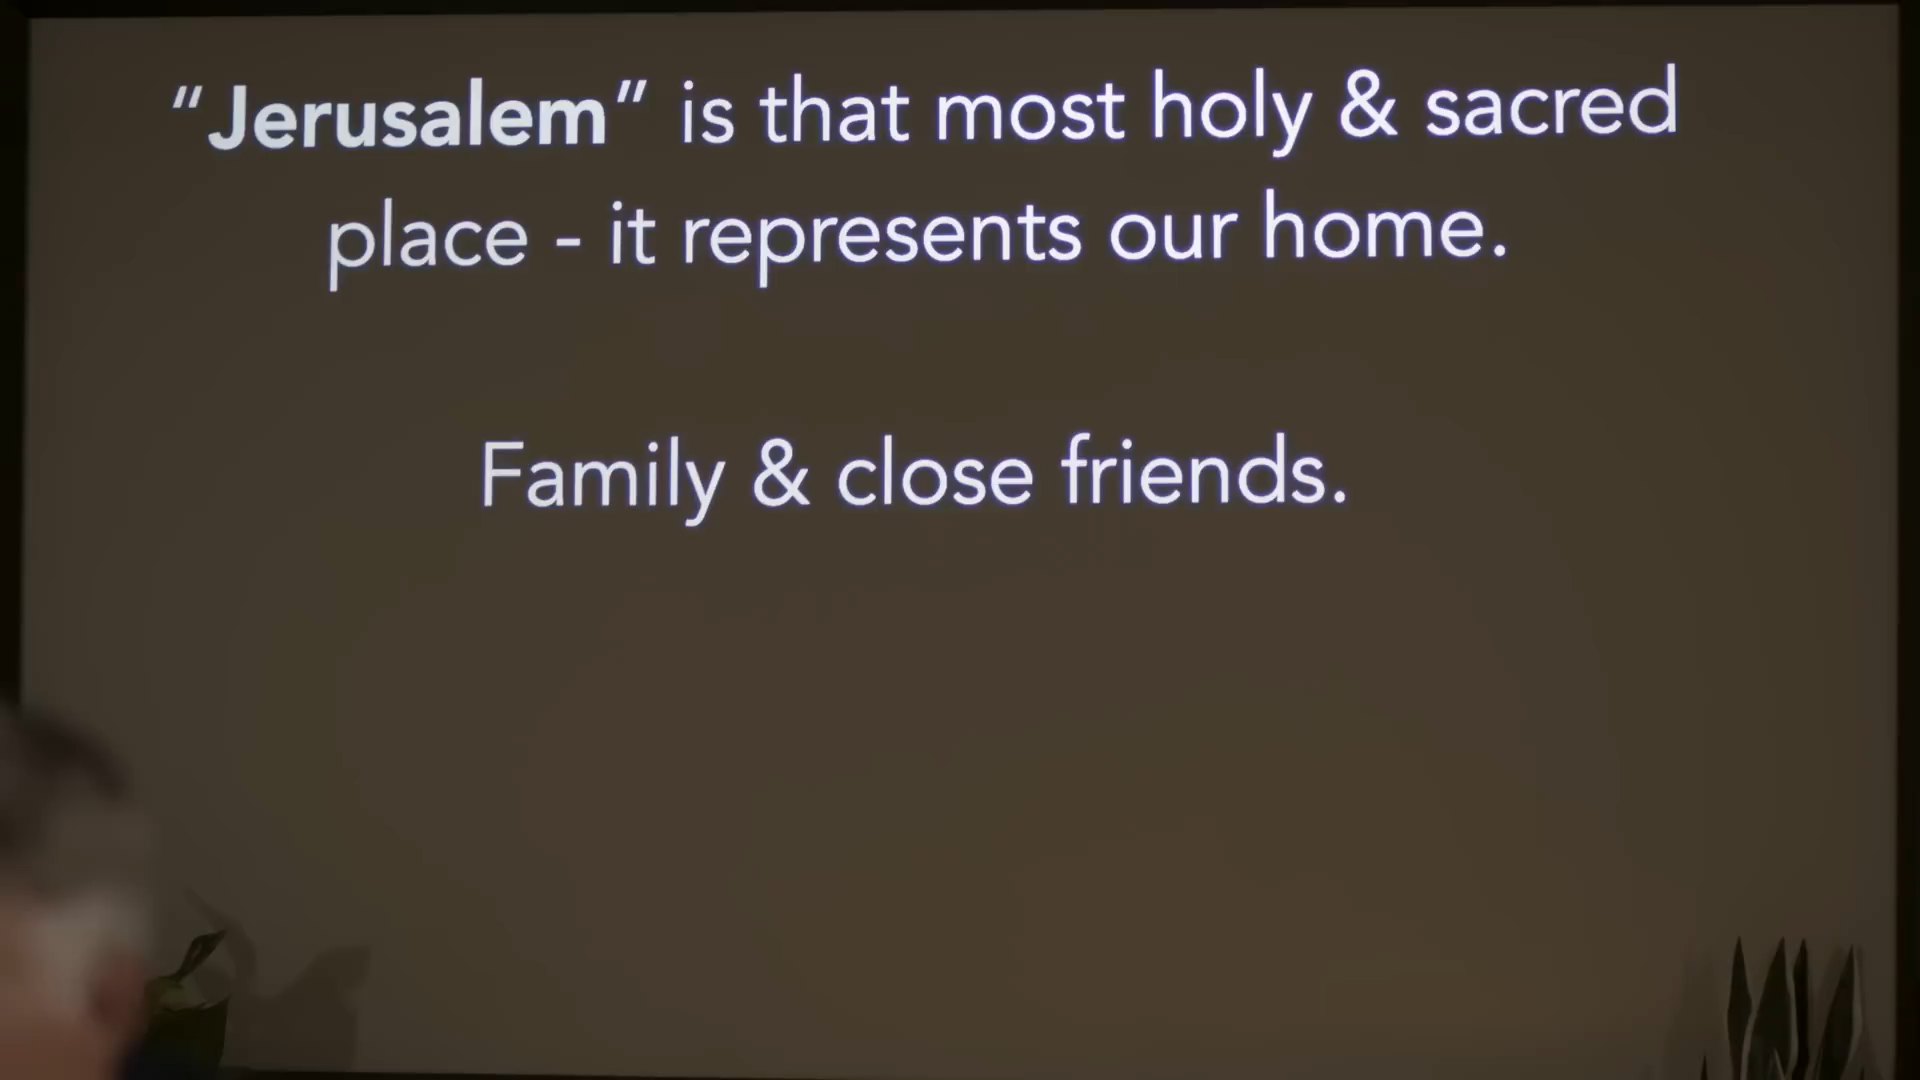 “Jerusalem” is that most holy & sacred
place - it represents our home.
Family & close friends.